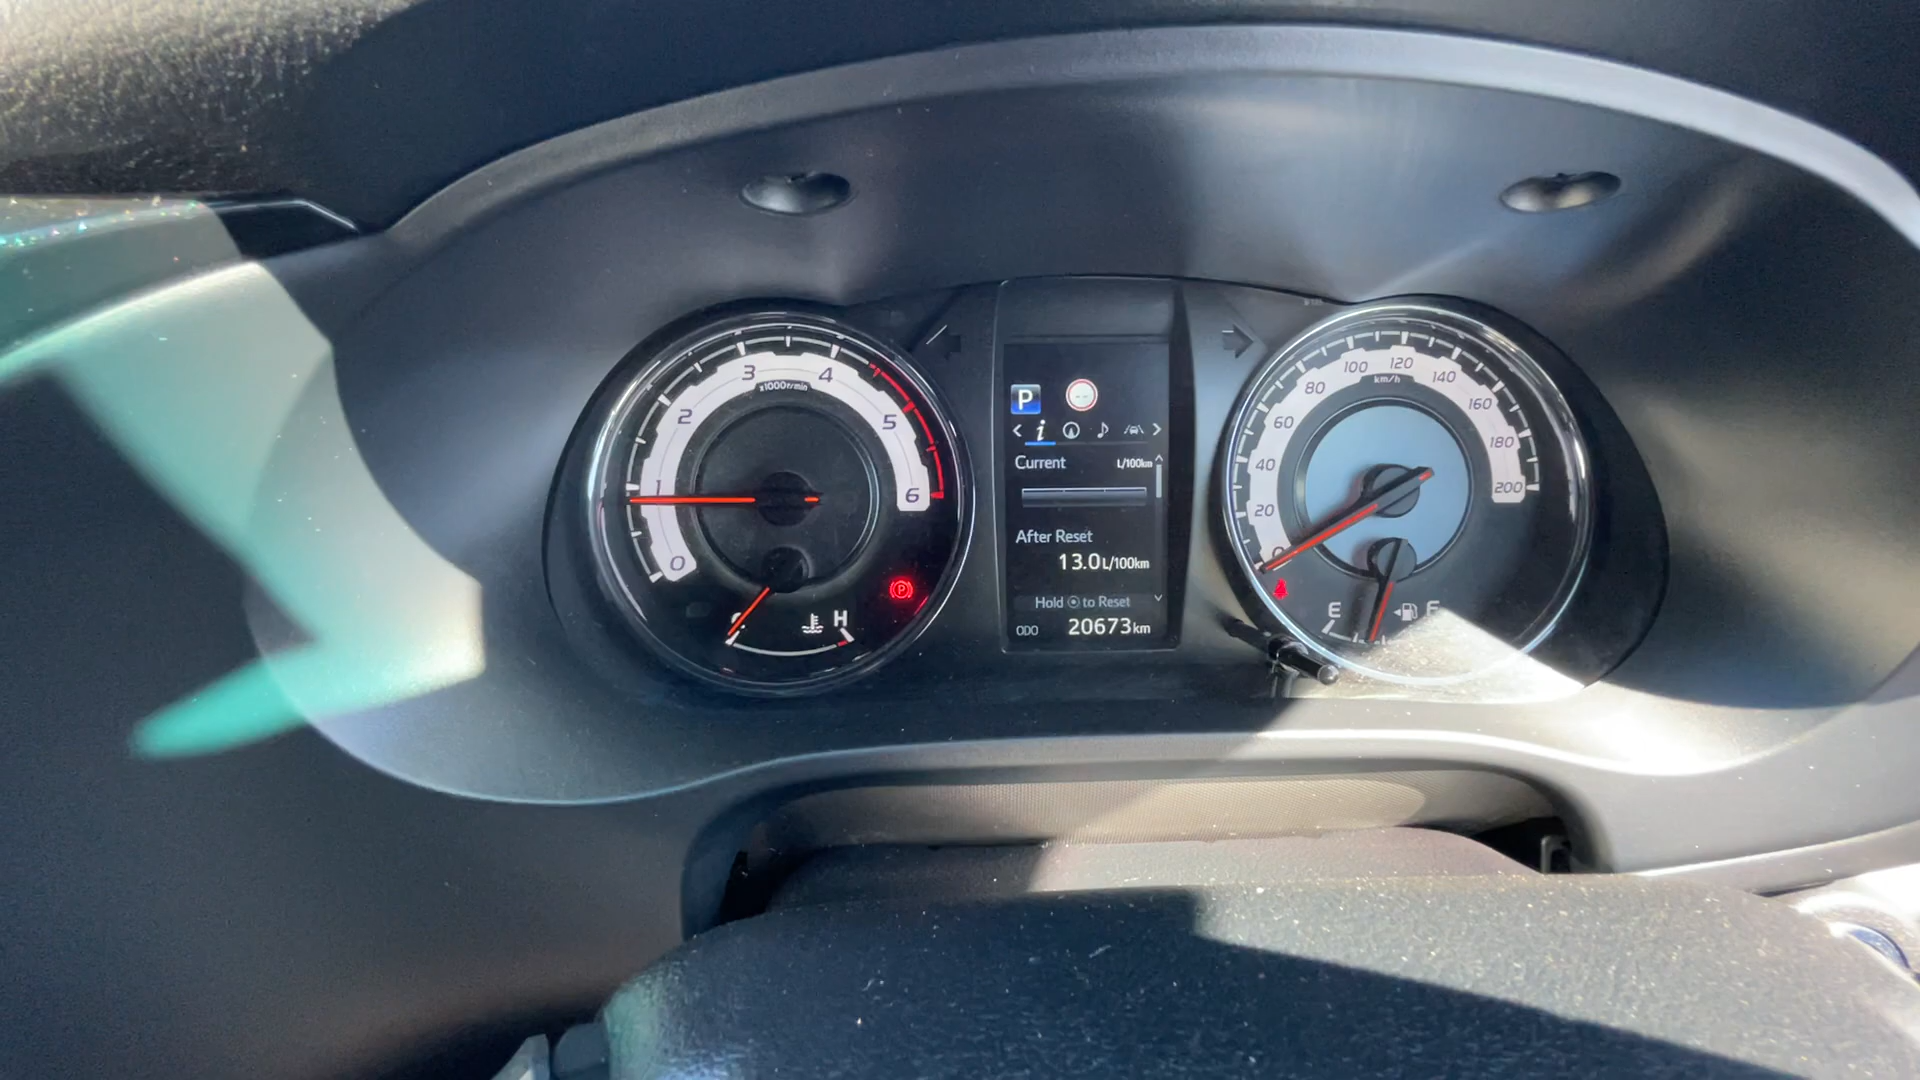 3
4
x1000r/min
2
5
1
6
0
H
P
i
Current
L/100km
After Reset
13.0L/100km
Hold to Reset
ODO
20673km
100
120
80
km/h
140
60
160
180
40
200
20
0
E
F